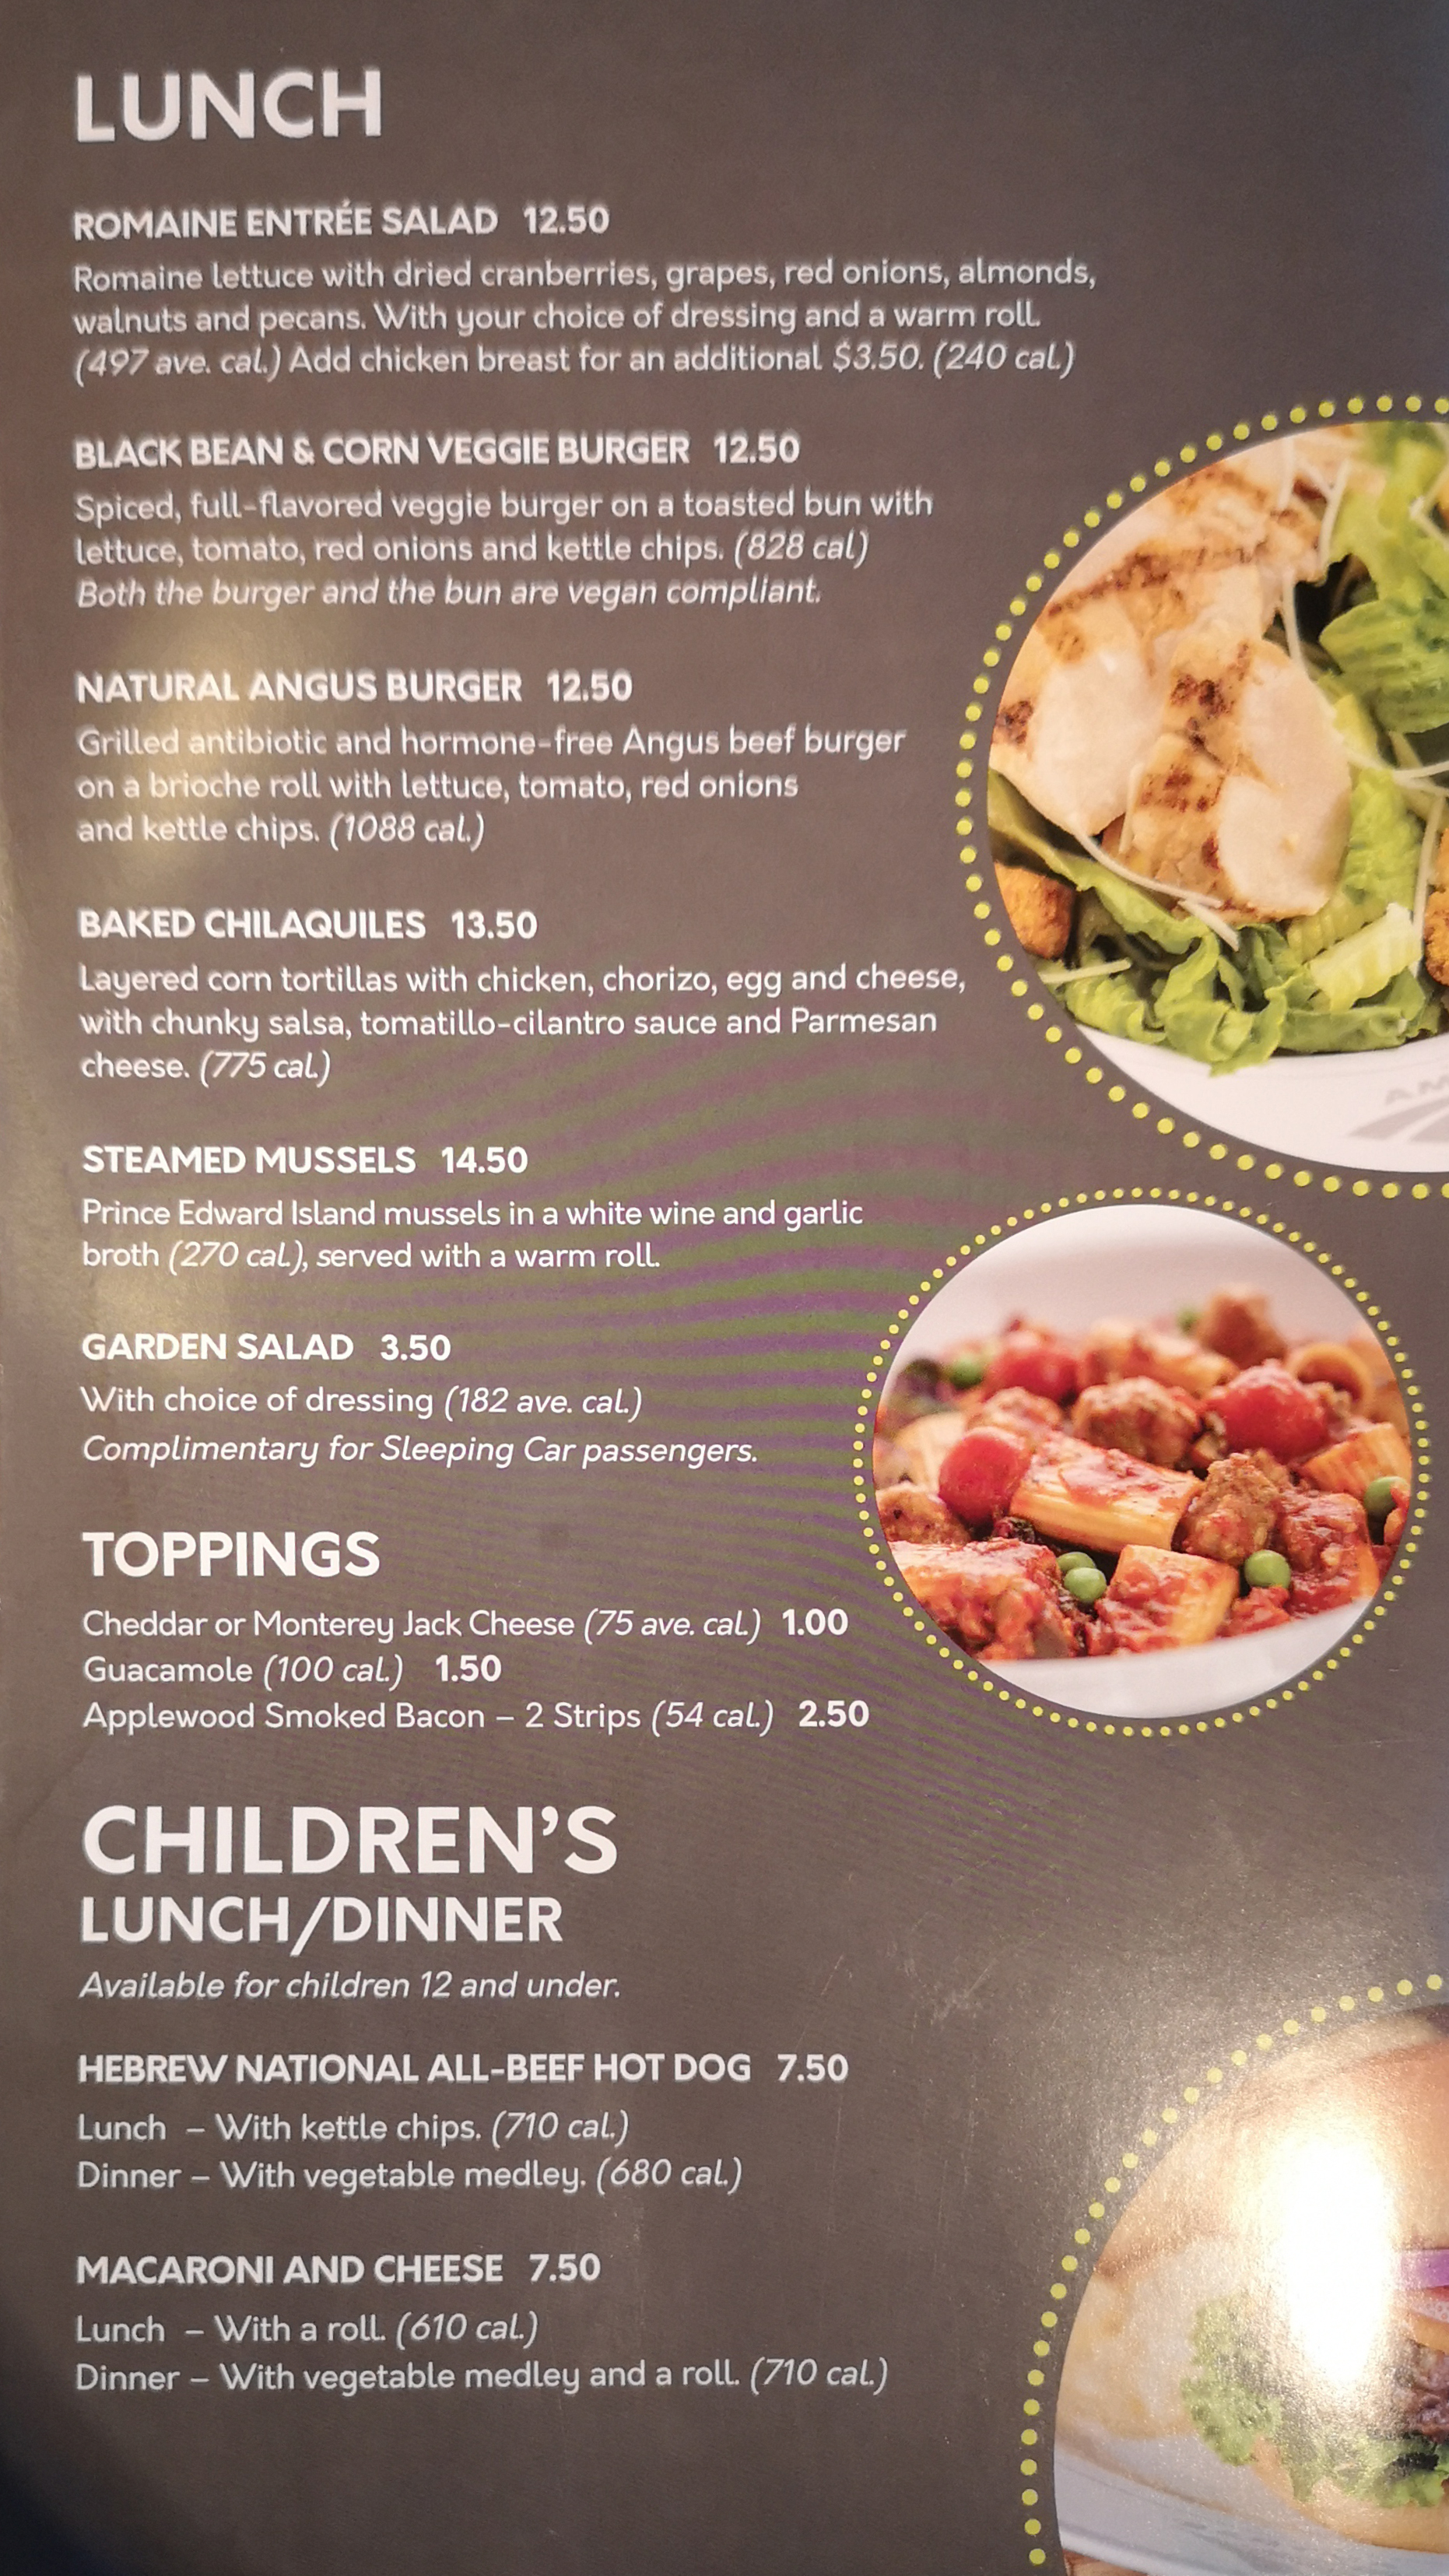 LUNCH
ROMAINE ENTRÉE SALAD 12.50
Romaine lettuce with dried cranberries, grapes, red onions, almonds,
walnuts and pecans. With your choice of dressing and a warm roll.
(497 ave. cal.) Add chicken breast for an additional $3.50. (240 cal.)
BLACK BEAN & CORN VEGGIE BURGER 12.50
Spiced, full-flavored veggie burger on a toasted bun with
lettuce, tomato, red onions and kettle chips. (828 cal)
Both the burger and the bun are vegan compliant.
NATURAL ANGUS BURGER 12.50
Grilled antibiotic and hormone-free Angus beef burger
on a brioche roll with lettuce, tomato, red onions
and kettle chips. (1088 cal.)
BAKED CHILAQUILES 13.50
Layered corn tortillas with chicken, chorizo, egg and cheese,
with chunky salsa, tomatillo-cilantro sauce and Parmesan
cheese. (775 cal.)
STEAMED MUSSELS 14.50
Prince Edward Island mussels in a white wine and garlic
broth (270 cal.), served with a warm roll.
GARDEN SALAD 3.50
With choice of dressing (182 ave. cal.)
Complimentary for Sleeping Car passengers.
TOPPINGS
Cheddar or Monterey Jack Cheese (75 ave. cal.) 1.00
Guacamole (100 cal.) 1.50
Applewood Smoked Bacon – 2 Strips (54 cal.) 2.50
CHILDREN'S
LUNCH/DINNER
Available for children 12 and under.
HEBREW NATIONAL ALL-BEEF HOT DOG 7.50
Lunch – With kettle chips. (710 cal.)
Dinner – With vegetable medley. (680 cal.)
MACARONI AND CHEESE 7.50
Lunch – With a roll. (610 cal.)
Dinner – With vegetable medley and a roll. (710 cal.)